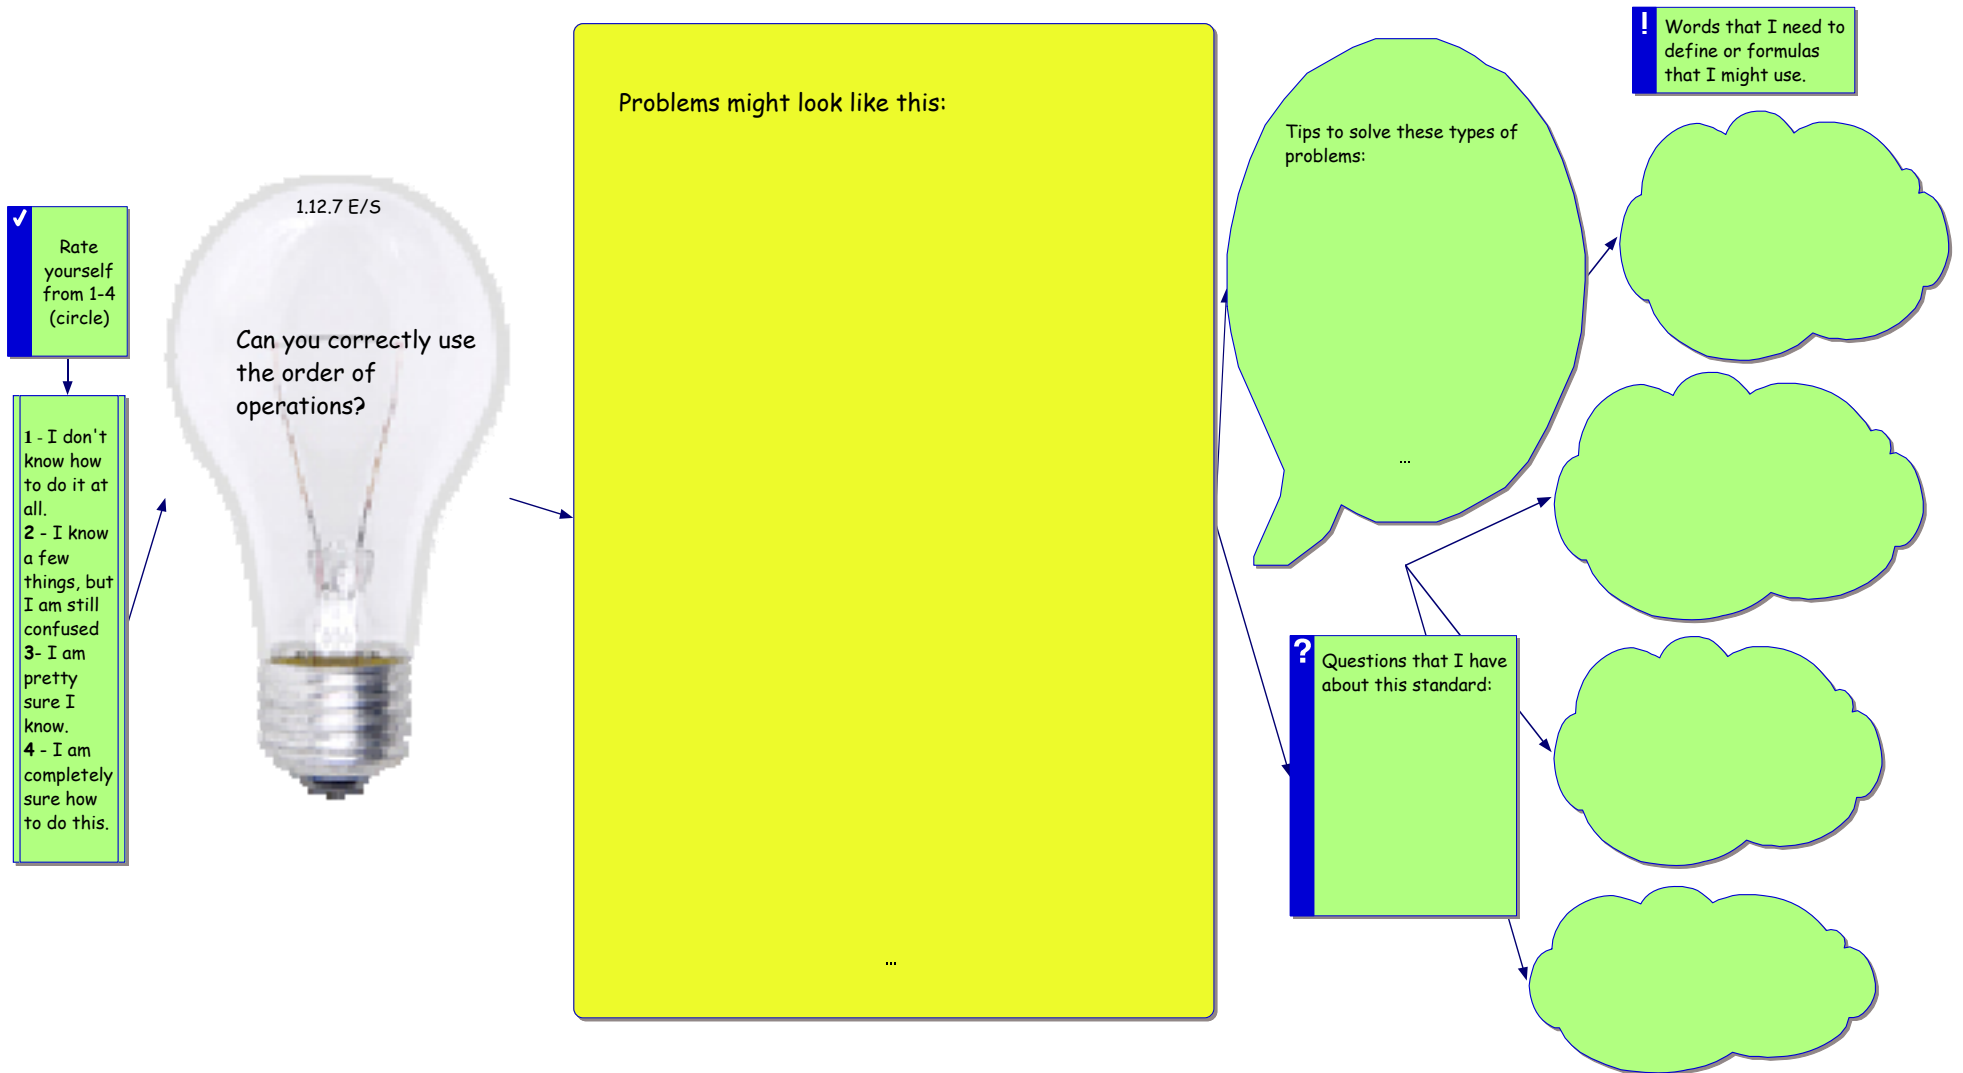 ✓
Rate
yourself
from 1-4
(circle)
1 - I don't
know how
to do it at
all.
2 - I know
a few
things, but
I am still
confused
3- I am
pretty
sure I
know.
4 - I am
completely
sure how
to do this.
1.12.7 E/S
Can you correctly use
the order of
operations?
Problems might look like this:
...
Tips to solve these types of
problems:
...
?
Questions that I have
about this standard:
!
Words that I need to
define or formulas
that I might use.